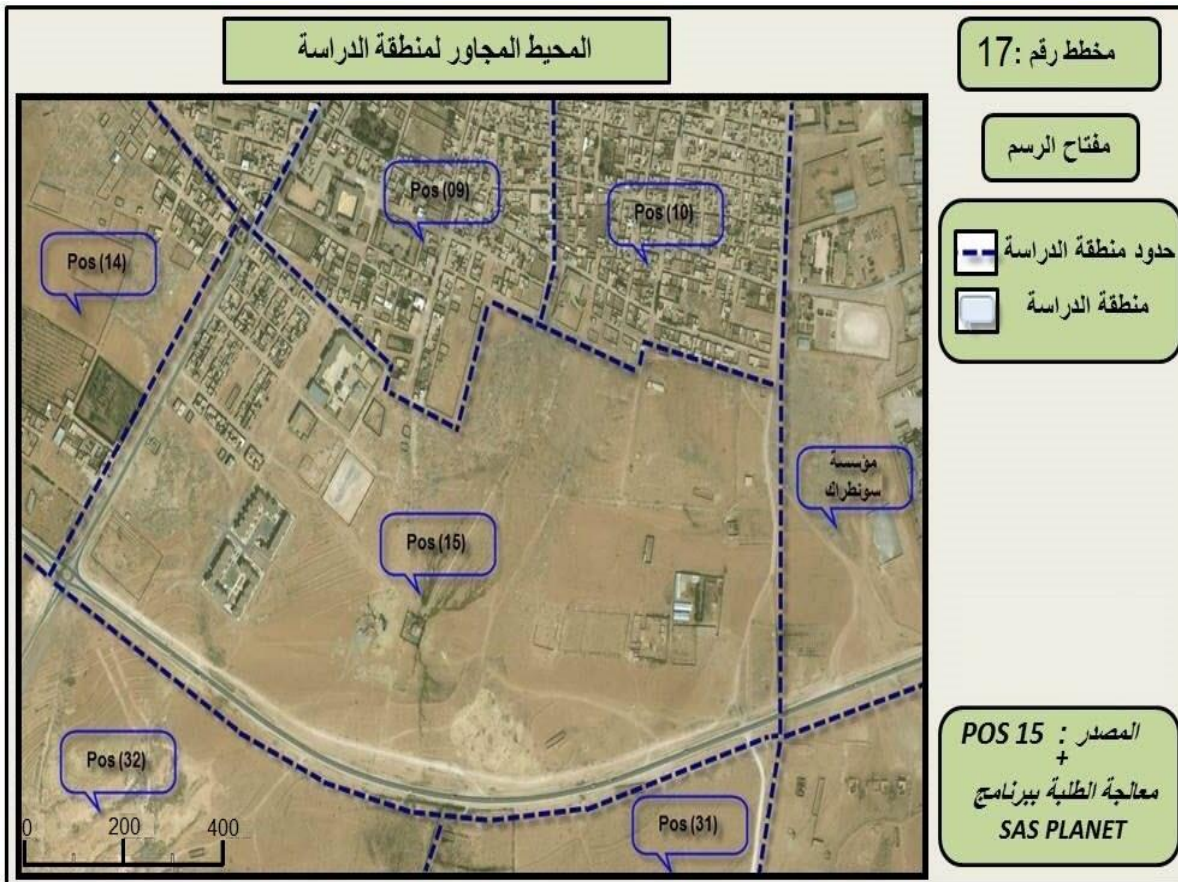 المحيط المجاور لمنطقة الدراسة
مخطط رقم :17
مفتاح الرسم
حدود منطقة الدراسة
منطقة الدراسة
Pos (09)
Pos (10)
Pos (14)
مؤسسة
سونطراك
Pos (15)
Pos (32)
Pos (31)
0 200 400
المصدر : POS 15
+
معالجة الطلبة ببرنامج
SAS PLANET